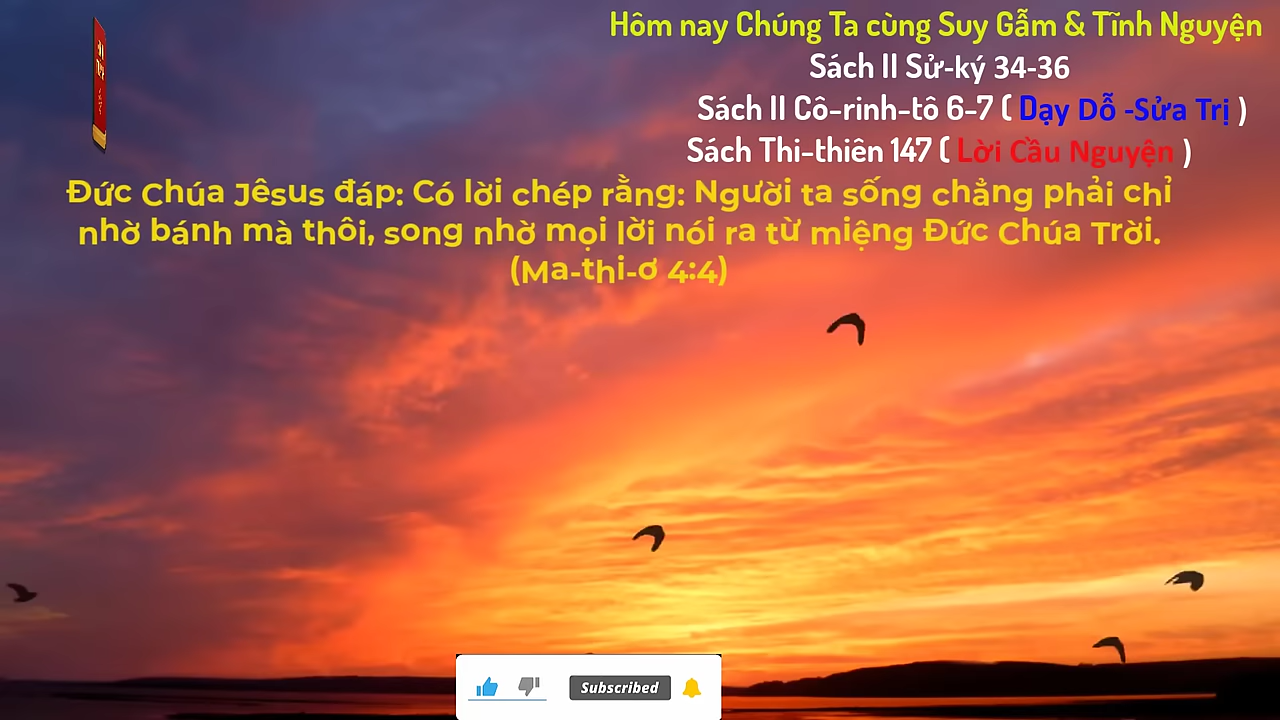 Hôm nay Chúng Ta cùng Suy Gẫm & Tĩnh Nguyện
Sách II Sử-ký 34-36
Sách II Cô-rinh-tô 6-7 ( Dạy Dỗ -Sửa Trị )
Sách Thi-thiên 147 ( Lời Cầu Nguyện )
Đức Chúa Jêsus đáp: Có lời chép rằng: Người ta sống chẳng phải chỉ
nhờ bánh mà thôi, song nhờ mọi lời nói ra từ miệng Đức Chúa Trời.
(Ma-thi-ơ 4:4)
Subscribed